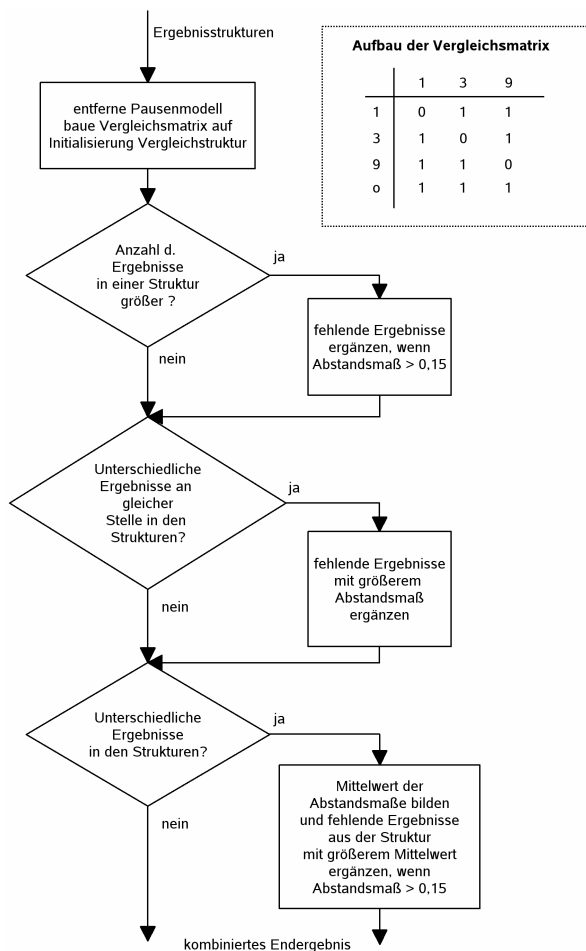 Ergebnisstrukturen
Aufbau der Vergleichsmatrix
1 3 9
1 0 1 1
3 1 0 1
9 1 1 0
o 1 1 1
entferne Pausenmodell
baue Vergleichsmatrix auf
Initialisierung Vergleichstruktur
Anzahl d.
Ergebnisse
in einer Struktur
größer ?
ja
nein
fehlende Ergebnisse
ergänzen, wenn
Abstandsmaß > 0,15
Unterschiedliche
Ergebnisse an
gleicher
Stelle in den
Strukturen?
ja
nein
fehlende Ergebnisse
mit größerem
Abstandsmaß
ergänzen
Unterschiedliche
Ergebnisse
in den Strukturen?
ja
nein
Mittelwert der
Abstandsmaße bilden
und fehlende Ergebnisse
aus der Struktur
mit größerem Mittelwert
ergänzen, wenn
Abstandsmaß > 0,15
kombiniertes Endergebnis